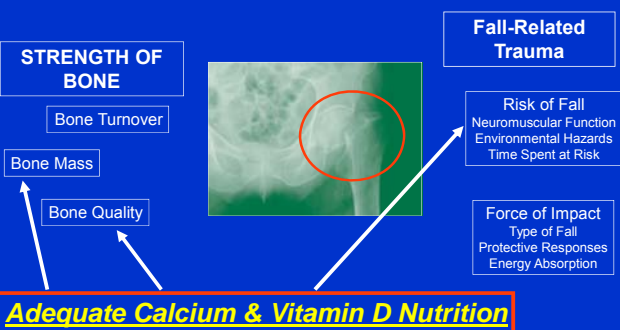 STRENGTH OF
BONE
Bone Turnover
Bone Mass
Bone Quality
Fall-Related
Trauma
Risk of Fall
Neuromuscular Function
Environmental Hazards
Time Spent at Risk
Force of Impact
Type of Fall
Protective Responses
Energy Absorption
Adequate Calcium & Vitamin D Nutrition